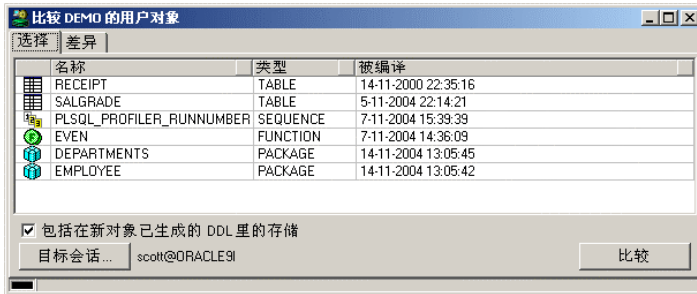 比较 DEMO 的用户对象
选择 差异
名称 类型 被编译
RECEIPT TABLE 14-11-2000 22:35:16
SALGRADE TABLE 5-11-2004 22:14:21
PLSQL_PROFILER_RUNNUMBER SEQUENCE 7-11-2004 15:39:39
EVEN FUNCTION 7-11-2004 14:36:09
DEPARTMENTS PACKAGE 14-11-2004 13:05:45
EMPLOYEE PACKAGE 14-11-2004 13:05:42
包括在新对象已生成的 DDL 里的存储
目标会话... scott@ORACLE9I 比较